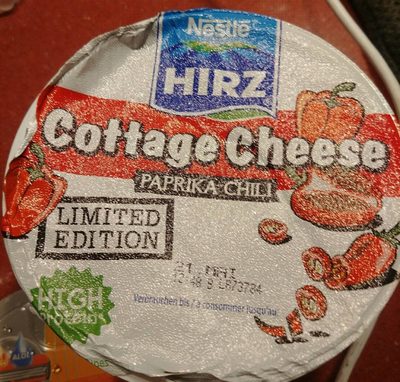 Nestlé
HIRZ
Cottage Cheese
PAPRIKA CHILI
LIMITED
EDITION
HIGH
PROTEIN
Verbrauchen bis / à consommer jusqu'au